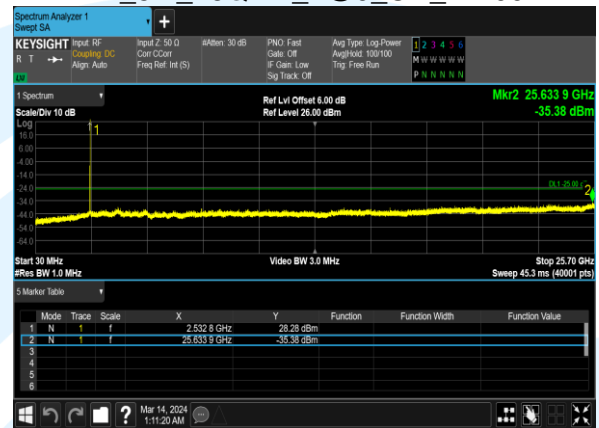 Spectrum Analyzer 1
Swept SA
+
KEYSIGHT Input: RF Input Z: 50 Ω #Atten: 30 dB PNO: Fast Avg Type: Log-Power 1 2 3 4 5 6
R T Coupling: DC Corr CCorr Gate: Off Avg|Hold: 100/100 M W W W W W
Align: Auto Freq Ref: Int (S) IF Gain: Low Trig: Free Run
LXI Sig Track: Off P N N N N N
1 Spectrum Ref Lvl Offset 6.00 dB Mkr2 25.633 9 GHz
Scale/Div 10 dB Ref Level 26.00 dBm -35.38 dBm
Log
1
16.0
6.00
-4.00
-14.0
-24.0 DL1 -25.00
2
-34.0
-44.0
-54.0
-64.0
Start 30 MHz Video BW 3.0 MHz Stop 25.70 GHz
#Res BW 1.0 MHz Sweep 45.3 ms (40001 pts)
5 Marker Table
Mode Trace Scale X Y Function Function Width Function Value
1 N 1 f 2.532 8 GHz 28.28 dBm
2 N 1 f 25.633 9 GHz -35.38 dBm
3
4
5
6
? Mar 14, 2024
1:11:20 AM